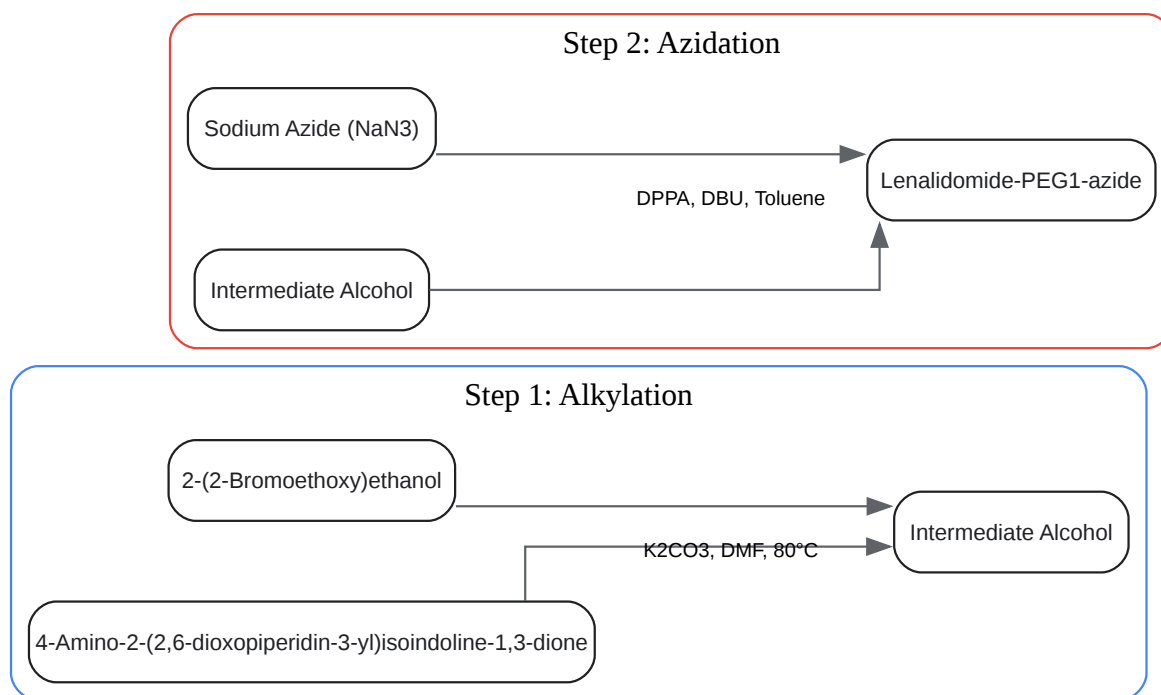 Step 2: Azidation
Sodium Azide (NaN3)
Lenalidomide-PEG1-azide
DPPA, DBU, Toluene
Intermediate Alcohol
Step 1: Alkylation
2-(2-Bromoethoxy)ethanol
Intermediate Alcohol
K2CO3, DMF, 80°C
4-Amino-2-(2,6-dioxopiperidin-3-yl)isoindoline-1,3-dione